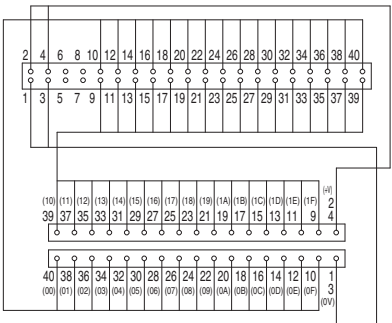 2 4 6 8 10 12 14 16 18 20 22 24 26 28 30 32 34 36 38 40
1 3 5 7 9 11 13 15 17 19 21 23 25 27 29 31 33 35 37 39
(10) (11) (12) (13) (14) (15) (16) (17) (18) (19) (1A) (1B) (1C) (1D) (1E) (1F) (+V)
2
39 37 35 33 31 29 27 25 23 21 19 17 15 13 11 9 4
40 38 36 34 32 30 28 26 24 22 20 18 16 14 12 10 1
(00) (01) (02) (03) (04) (05) (06) (07) (08) (09) (0A) (0B) (0C) (0D) (0E) (0F) 3
(0V)